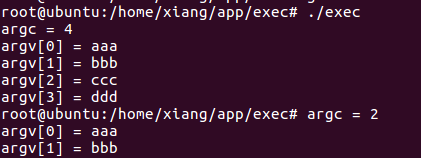 root@ubuntu:/home/xiang/app/exec# ./exec
argc = 4
argv[0] = aaa
argv[1] = bbb
argv[2] = ccc
argv[3] = ddd
root@ubuntu:/home/xiang/app/exec# argc = 2
argv[0] = aaa
argv[1] = bbb